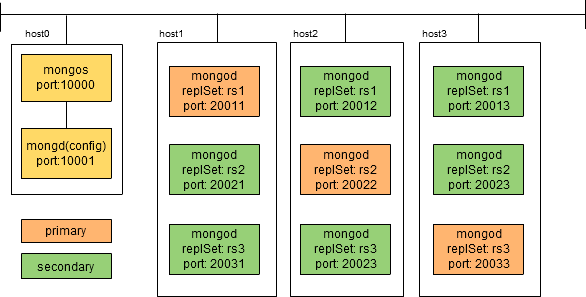 host0
host1
host2
host3
mongos
port:10000
mongd(config)
port:10001
primary
secondary
mongod
replSet: rs1
port: 20011
mongod
replSet: rs2
port: 20021
mongod
replSet: rs3
port: 20031
mongod
replSet: rs1
port: 20012
mongod
replSet: rs2
port: 20022
mongod
replSet: rs3
port: 20023
mongod
replSet: rs1
port: 20013
mongod
replSet: rs2
port: 20023
mongod
replSet: rs3
port: 20033